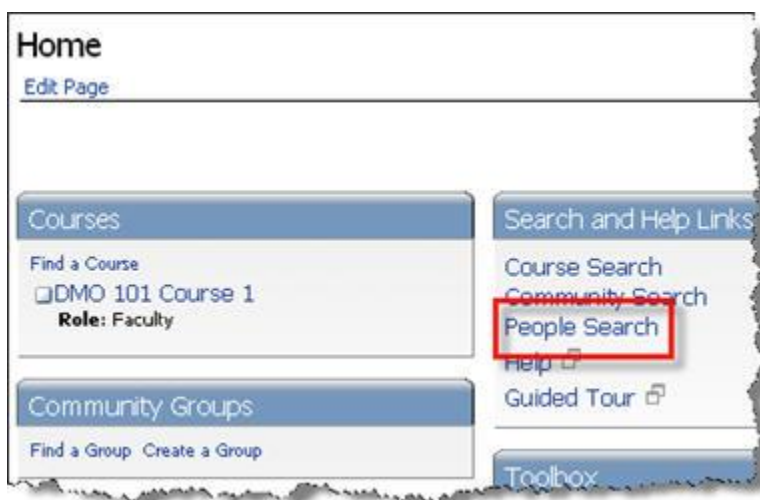 Home
Edit Page
Courses
Find a Course
DMO 101 Course 1
Role: Faculty
Community Groups
Find a Group Create a Group
Search and Help Links
Course Search
Community Search
People Search
Help
Guided Tour
Toolbox